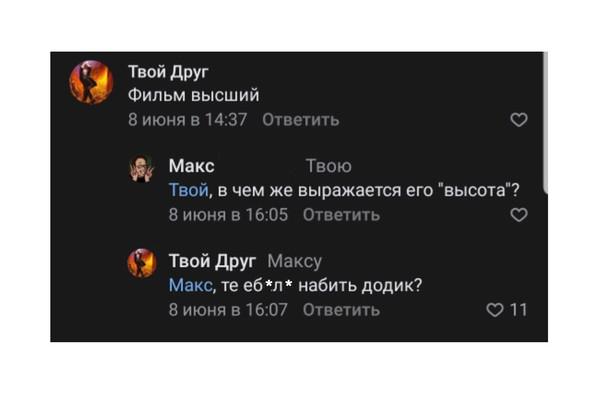 Твой Друг
Фильм высший
8 июня в 14:37 Ответить
Макс Твою
Твой, в чем же выражается его "высота"?
8 июня в 16:05 Ответить
Твой Друг Максу
Макс, те еб*л* набить додик?
8 июня в 16:07 Ответить 11